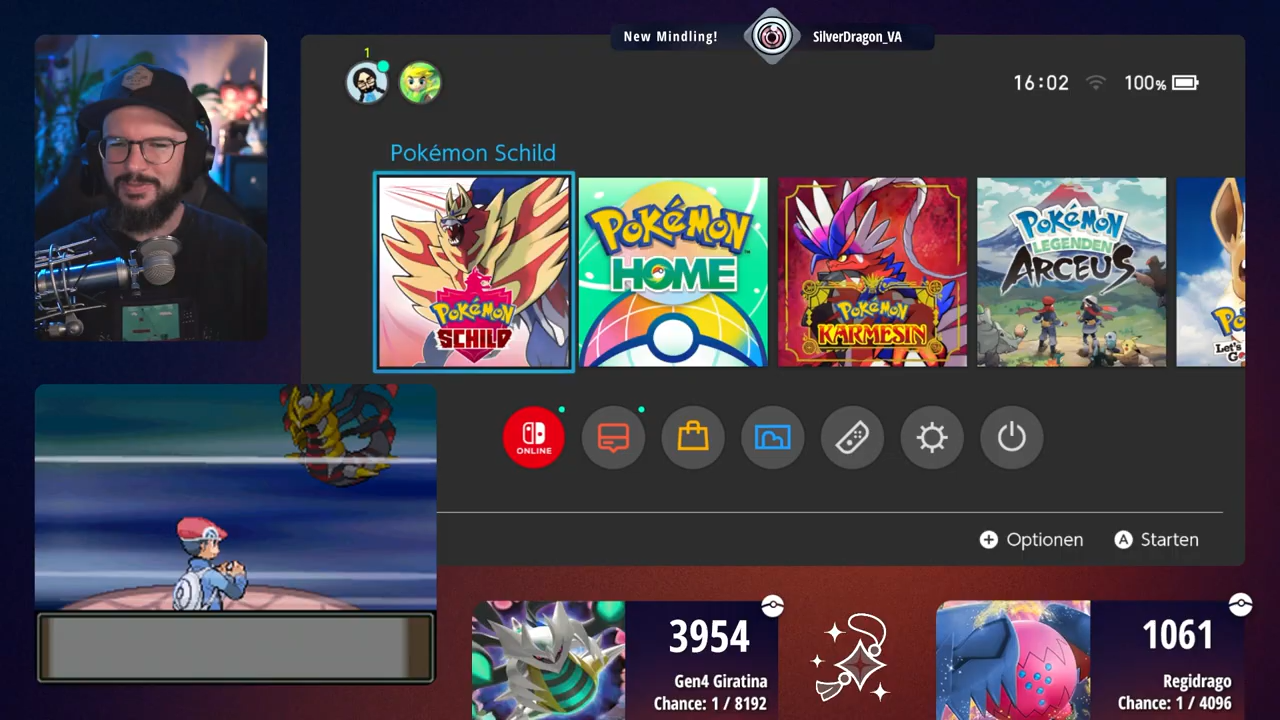 New Mindling!
SilverDragon_VA
1
16:02
100%
Pokémon Schild
POKÉMON
SCHILD
POKÉMON
HOME
POKÉMON
KARMESIN
POKÉMON
LEGENDEN
ARCEUS
Let's
ONLINE
+ Optionen
A Starten
3954
Gen4 Giratina
Chance: 1 / 8192
1061
Regidrago
Chance: 1 / 4096